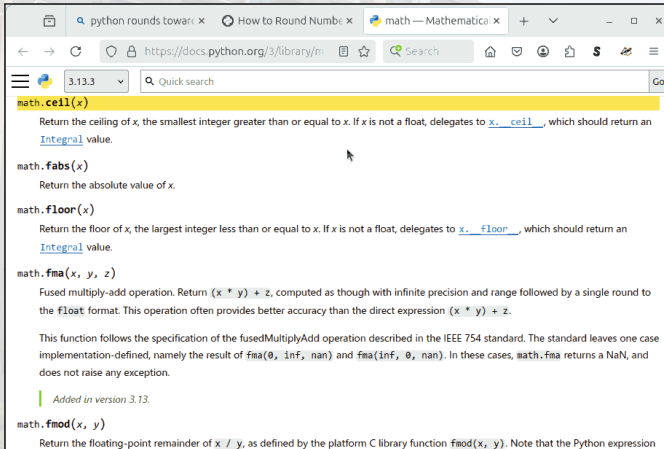 python rounds towarc
How to Round Numbe
math — Mathematical
https://docs.python.org/3/library/m
Search
3.13.3
Quick search
Go
math.ceil(x)
Return the ceiling of x, the smallest integer greater than or equal to x. If x is not a float, delegates to x.__ceil__, which should return an
Integral value.
math.fabs(x)
Return the absolute value of x.
math.floor(x)
Return the floor of x, the largest integer less than or equal to x. If x is not a float, delegates to x.__floor__, which should return an
Integral value.
math.fma(x, y, z)
Fused multiply-add operation. Return (x * y) + z, computed as though with infinite precision and range followed by a single round to
the float format. This operation often provides better accuracy than the direct expression (x * y) + z.
This function follows the specification of the fusedMultiplyAdd operation described in the IEEE 754 standard. The standard leaves one case
implementation-defined, namely the result of fma(0, inf, nan) and fma(inf, 0, nan). In these cases, math.fma returns a NaN, and
does not raise any exception.
Added in version 3.13.
math.fmod(x, y)
Return the floating-point remainder of x / y, as defined by the platform C library function fmod(x, y). Note that the Python expression